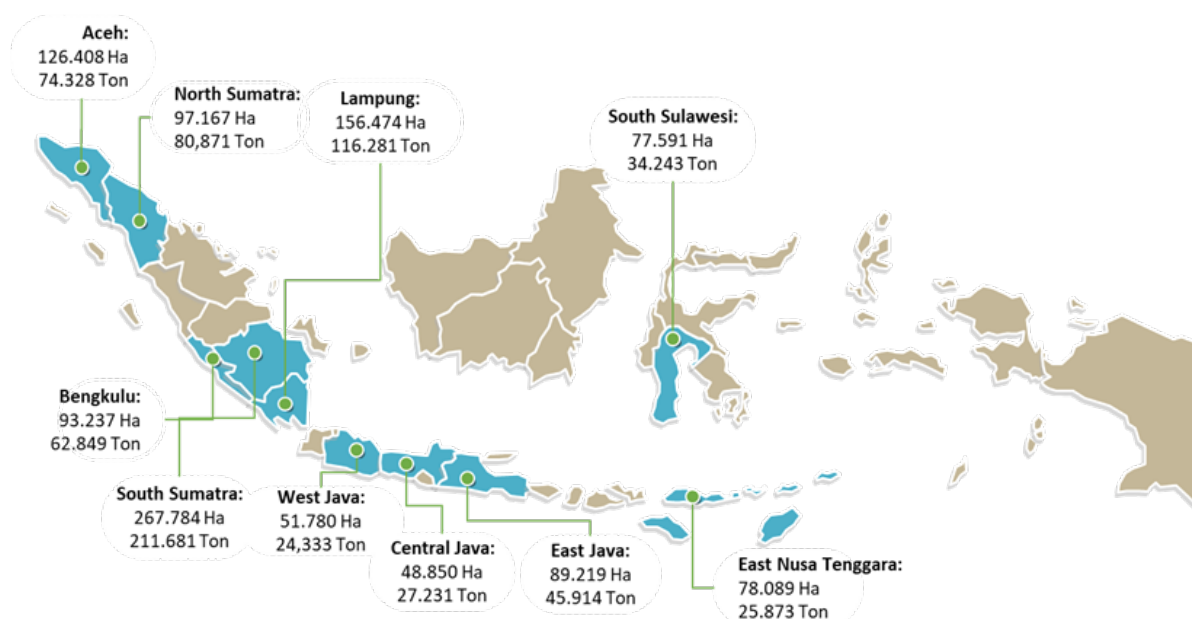 Aceh:
126.408 Ha
74.328 Ton
North Sumatra:
97.167 Ha
80,871 Ton
Lampung:
156.474 Ha
116.281 Ton
South Sulawesi:
77.591 Ha
34.243 Ton
Bengkulu:
93.237 Ha
62.849 Ton
South Sumatra:
267.784 Ha
211.681 Ton
West Java:
51.780 Ha
24,333 Ton
Central Java:
48.850 Ha
27.231 Ton
East Java:
89.219 Ha
45.914 Ton
East Nusa Tenggara:
78.089 Ha
25.873 Ton